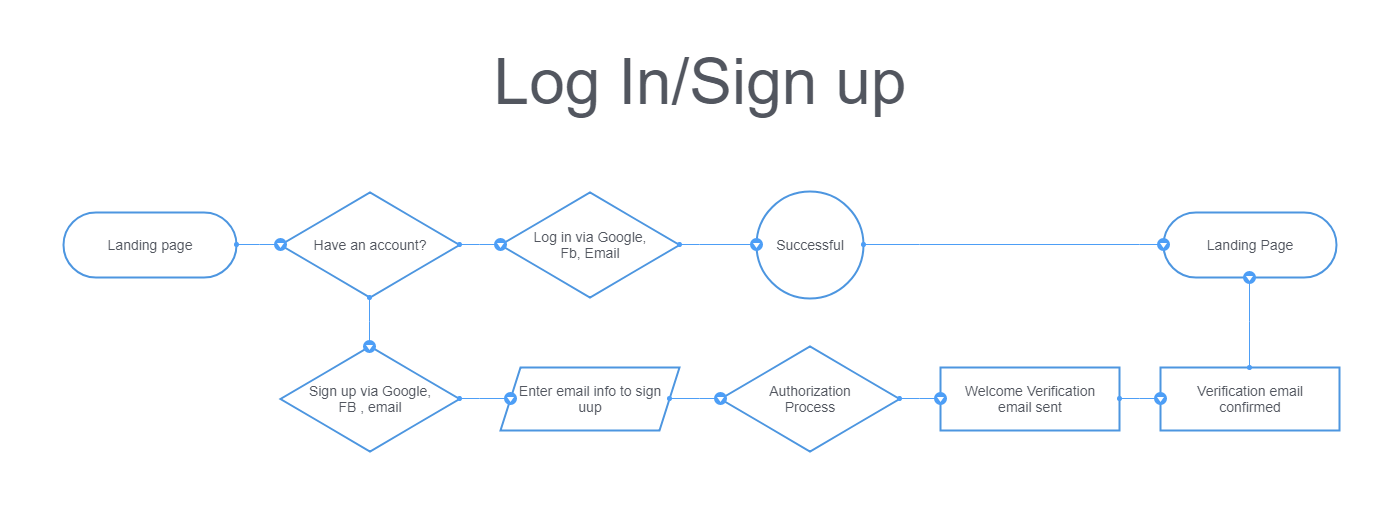 Log In/Sign up
Landing page
Have an account?
Log in via Google,
Fb, Email
Successful
Landing Page
Sign up via Google,
FB , email
Enter email info to sign
uup
Authorization
Process
Welcome Verification
email sent
Verification email
confirmed